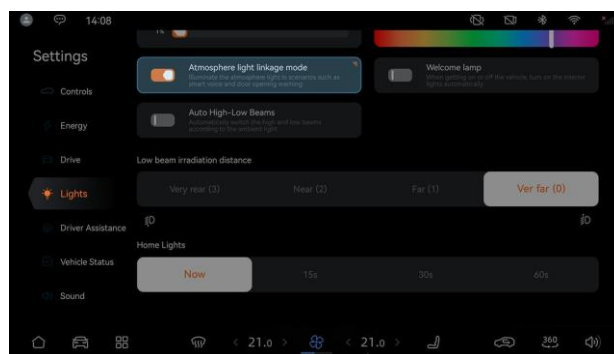 14:08
1%
Settings
Atmosphere light linkage mode
Illuminate the atmosphere light in scenarios such as
smart voice and door opening warning
Welcome lamp
When getting on or off the vehicle, turn on the interior
lights automatically
Controls
Auto High-Low Beams
Automatically switch the high and low beams
according to the ambient light
Energy
Drive
Low beam irradiation distance
Lights
Very rear (3)
Near (2)
Far (1)
Ver far (0)
Driver Assistance
Home Lights
Vehicle Status
Now
15s
30s
60s
Sound
21.0
21.0
360